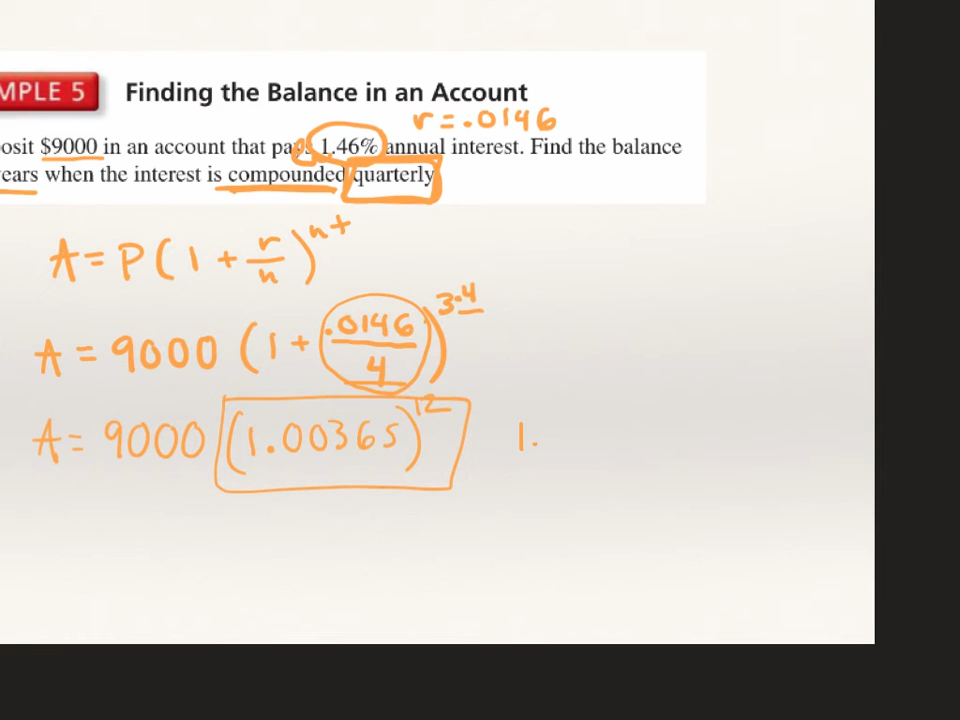 MPLE 5 Finding the Balance in an Account
r = .0146
osit $9000 in an account that pays 1.46% annual interest. Find the balance
ears when the interest is compounded quarterly
A = P(1 + r/n)^nt
A = 9000 (1 + .0146/4)^3·4
A = 9000 (1.00365)^12 1.